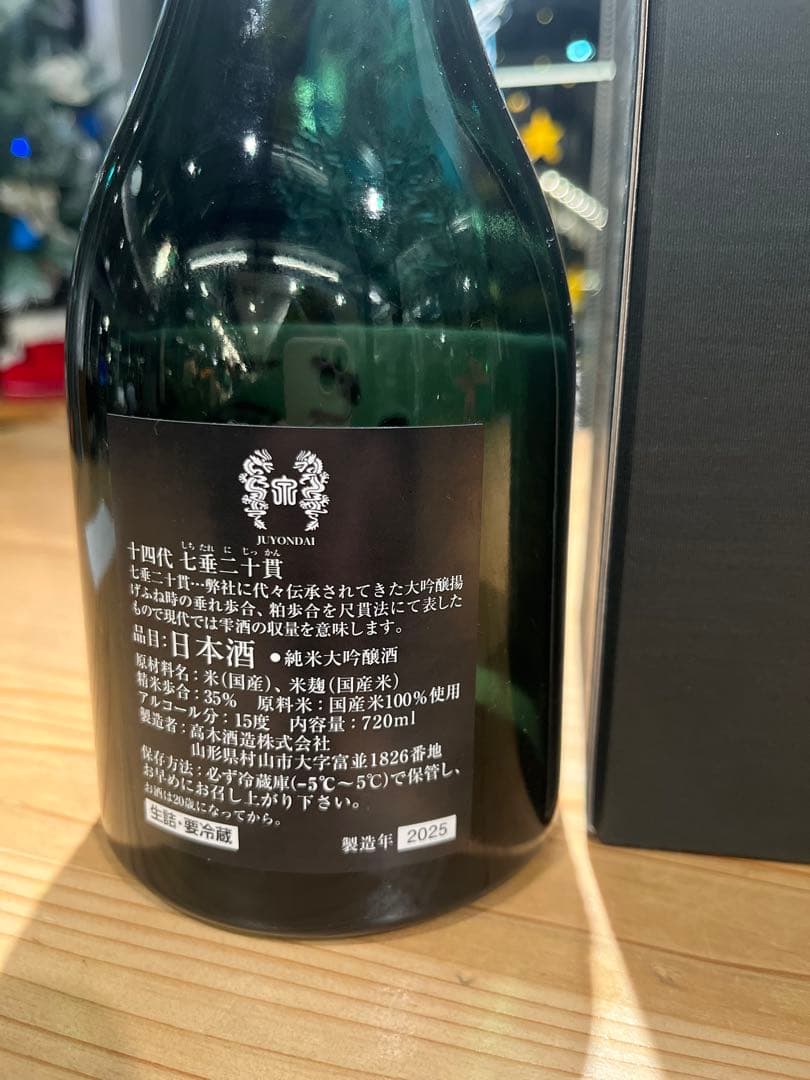 JUYONDAI
しちたれにじっかん
十四代 七垂二十貫
七垂二十貫…弊社に代々伝承されてきた大吟醸揚
げふね時の垂れ歩合、粕歩合を尺貫法にて表した
もので現代では雫酒の収量を意味します。
品目:日本酒 ●純米大吟醸酒
原材料名:米(国産)、米麹(国産米)
精米歩合:35% 原料米:国産米100%使用
アルコール分:15度 内容量:720ml
製造者:高木酒造株式会社
山形県村山市大字富並1826番地
保存方法:必ず冷蔵庫(-5℃~5℃)で保管し、
お早めにお召し上がり下さい。
お酒は20歳になってから。
生詰・要冷蔵
製造年 2025